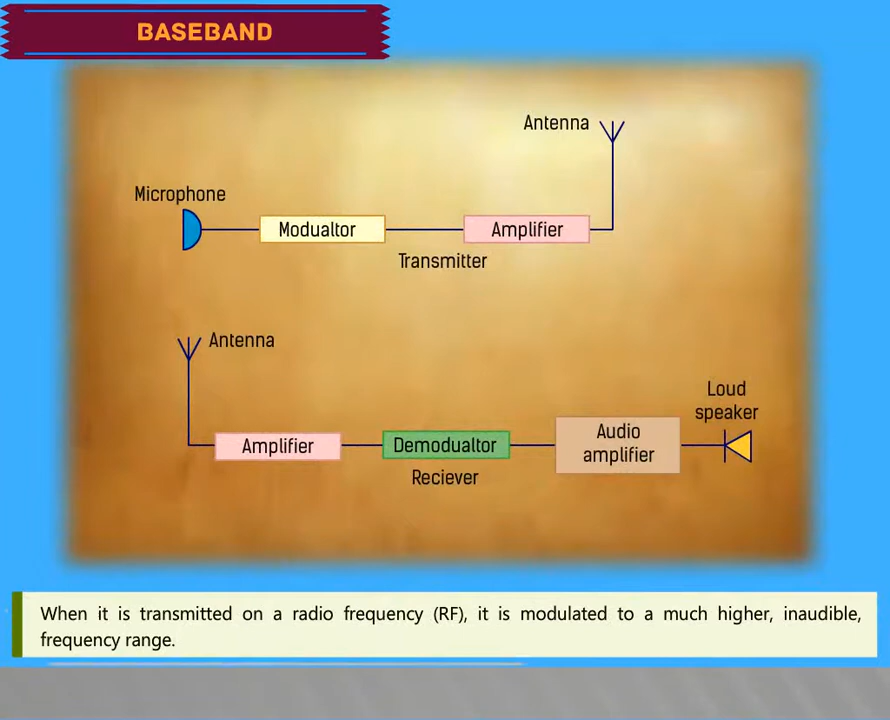 BASEBAND
Antenna
Microphone
Modualtor
Amplifier
Transmitter
Antenna
Loud
speaker
Amplifier
Demodualtor
Audio
amplifier
Reciever
When it is transmitted on a radio frequency (RF), it is modulated to a much higher, inaudible,
frequency range.